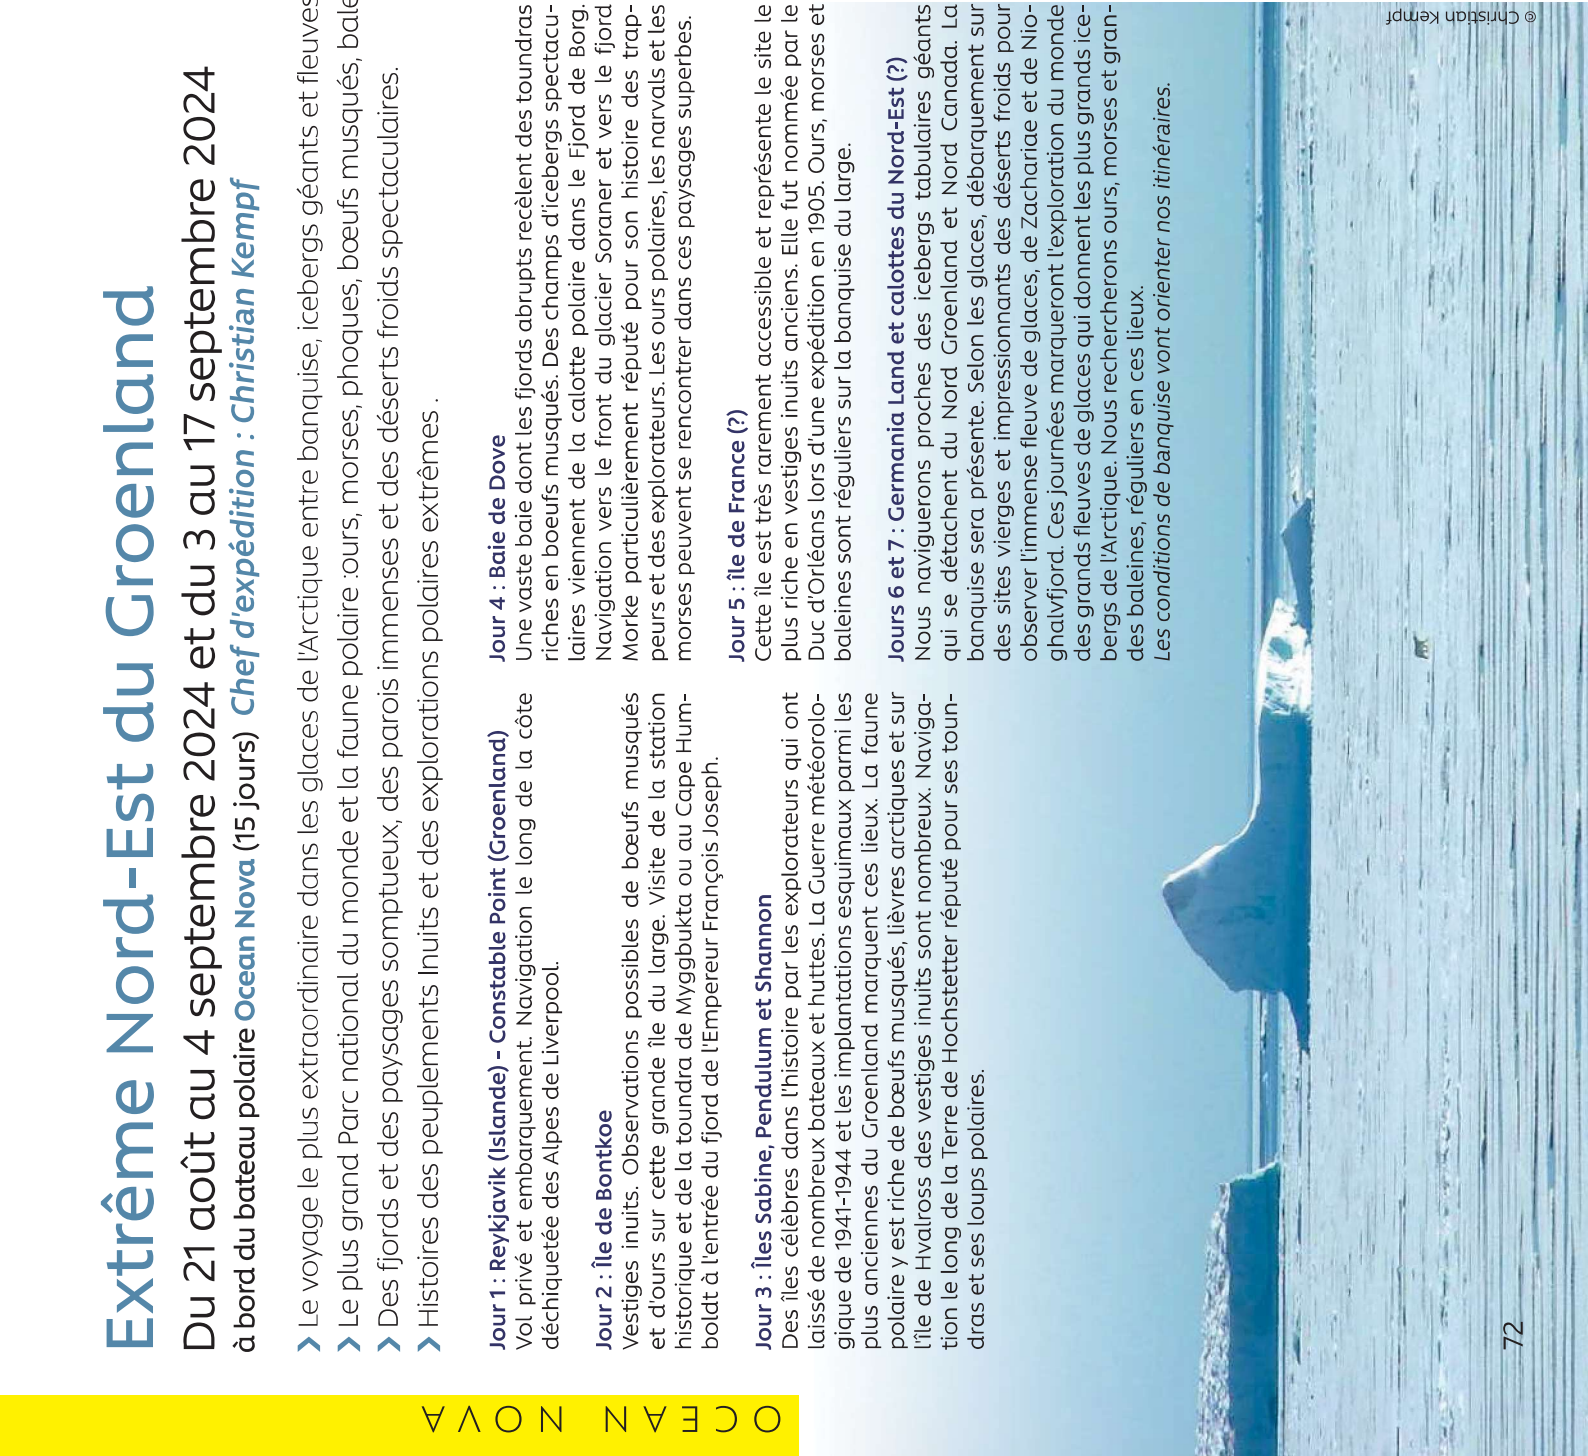 OCEAN NOVA
Extrême Nord-Est du Groenland
Du 21 août au 4 septembre 2024 et du 3 au 17 septembre 2024
à bord du bateau polaire Ocean Nova (15 jours) Chef d'expédition : Christian Kempf
❯ Le voyage le plus extraordinaire dans les glaces de l'Arctique entre banquise, icebergs géants et fleuves
❯ Le plus grand Parc national du monde et la faune polaire :ours, morses, phoques, bœufs musqués, bale
❯ Des fjords et des paysages somptueux, des parois immenses et des déserts froids spectaculaires.
❯ Histoires des peuplements Inuits et des explorations polaires extrêmes .
Jour 1 : Reykjavik (Islande) – Constable Point (Groenland)
Vol privé et embarquement. Navigation le long de la côte
déchiquetée des Alpes de Liverpool.
Jour 2 : Île de Bontkoe
Vestiges inuits. Observations possibles de bœufs musqués
et d'ours sur cette grande île du large. Visite de la station
historique et de la toundra de Myggbukta ou au Cape Hum-
boldt à l'entrée du fjord de l'Empereur François Joseph.
Jour 3 : Îles Sabine, Pendulum et Shannon
Des îles célèbres dans l'histoire par les explorateurs qui ont
laissé de nombreux bateaux et huttes. La Guerre météorolo-
gique de 1941-1944 et les implantations esquimaux parmi les
plus anciennes du Groenland marquent ces lieux. La faune
polaire y est riche de bœufs musqués, lièvres arctiques et sur
l'île de Hvalross des vestiges inuits sont nombreux. Naviga-
tion le long de la Terre de Hochstetter réputé pour ses toun-
dras et ses loups polaires.
Jour 4 : Baie de Dove
Une vaste baie dont les fjords abrupts recèlent des toundras
riches en boeufs musqués. Des champs d'icebergs spectacu-
laires viennent de la calotte polaire dans le Fjord de Borg.
Navigation vers le front du glacier Soraner et vers le fjord
Morke particulièrement réputé pour son histoire des trap-
peurs et des explorateurs. Les ours polaires, les narvals et les
morses peuvent se rencontrer dans ces paysages superbes.
Jour 5 : île de France (?)
Cette île est très rarement accessible et représente le site le
plus riche en vestiges inuits anciens. Elle fut nommée par le
Duc d'Orléans lors d'une expédition en 1905. Ours, morses et
baleines sont réguliers sur la banquise du large.
Jours 6 et 7 : Germania Land et calottes du Nord-Est (?)
Nous naviguerons proches des icebergs tabulaires géants
qui se détachent du Nord Groenland et Nord Canada. La
banquise sera présente. Selon les glaces, débarquement sur
des sites vierges et impressionnants des déserts froids pour
observer l'immense fleuve de glaces, de Zachariae et de Nio-
ghalvfjord. Ces journées marqueront l'exploration du monde
des grands fleuves de glaces qui donnent les plus grands ice-
bergs de l'Arctique. Nous rechercherons ours, morses et gran-
des baleines, réguliers en ces lieux.
Les conditions de banquise vont orienter nos itinéraires.
© Christian Kempf
72